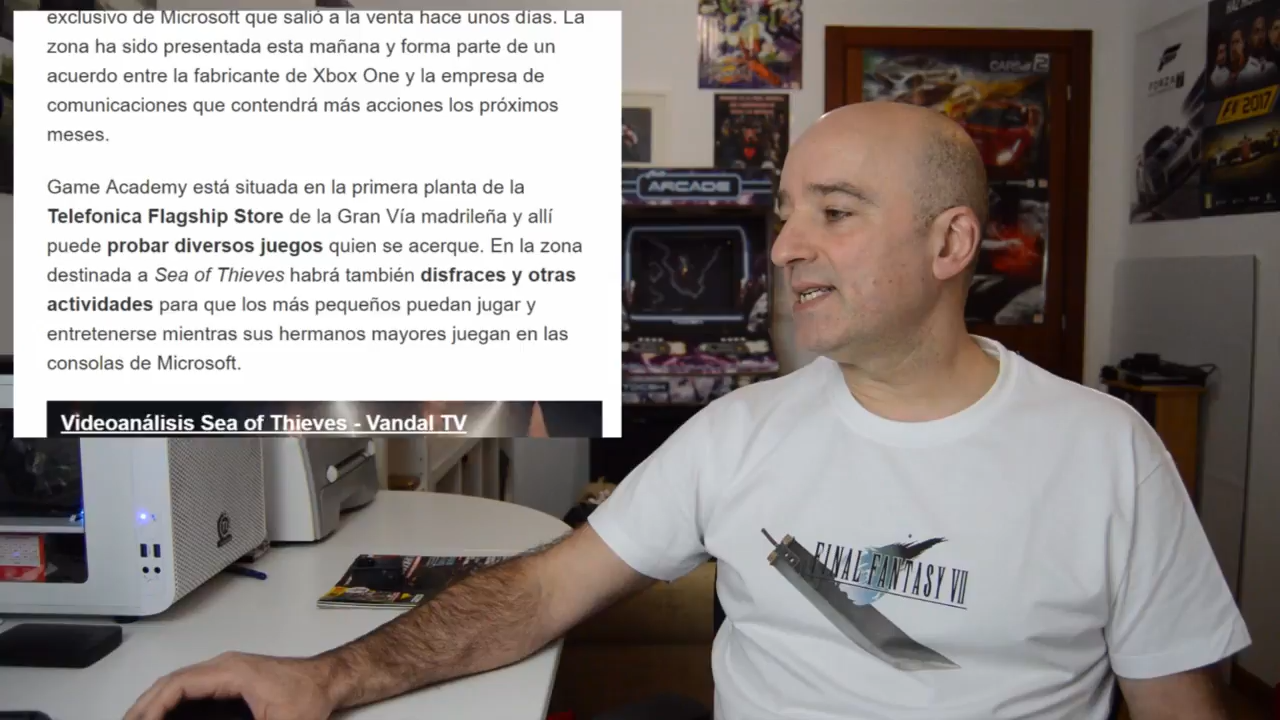 exclusivo de Microsoft que salió a la venta hace unos días. La
zona ha sido presentada esta mañana y forma parte de un
acuerdo entre la fabricante de Xbox One y la empresa de
comunicaciones que contendrá más acciones los próximos
meses.
Game Academy está situada en la primera planta de la
Telefonica Flagship Store de la Gran Vía madrileña y allí
puede probar diversos juegos quien se acerque. En la zona
destinada a Sea of Thieves habrá también disfraces y otras
actividades para que los más pequeños puedan jugar y
entretenerse mientras sus hermanos mayores juegan en las
consolas de Microsoft.
Videoanálisis Sea of Thieves - Vandal TV
ARCADE
CARS 2
FORZA
F1 2017
FINAL FANTASY VII